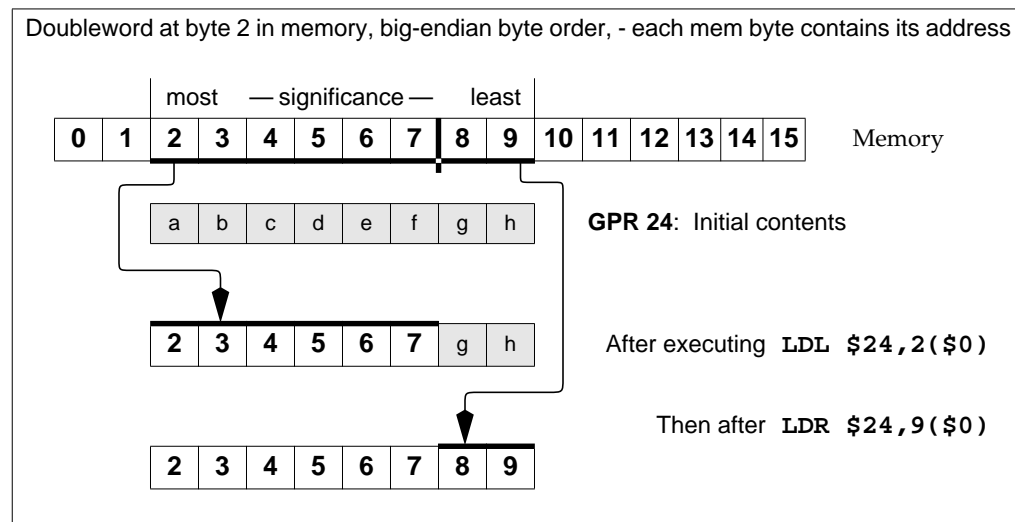 Doubleword at byte 2 in memory, big-endian byte order, - each mem byte contains its address
most — significance — least
0 1 2 3 4 5 6 7 8 9 10 11 12 13 14 15 Memory
a b c d e f g h GPR 24: Initial contents
2 3 4 5 6 7 g h After executing LDL $24,2($0)
Then after LDR $24,9($0)
2 3 4 5 6 7 8 9